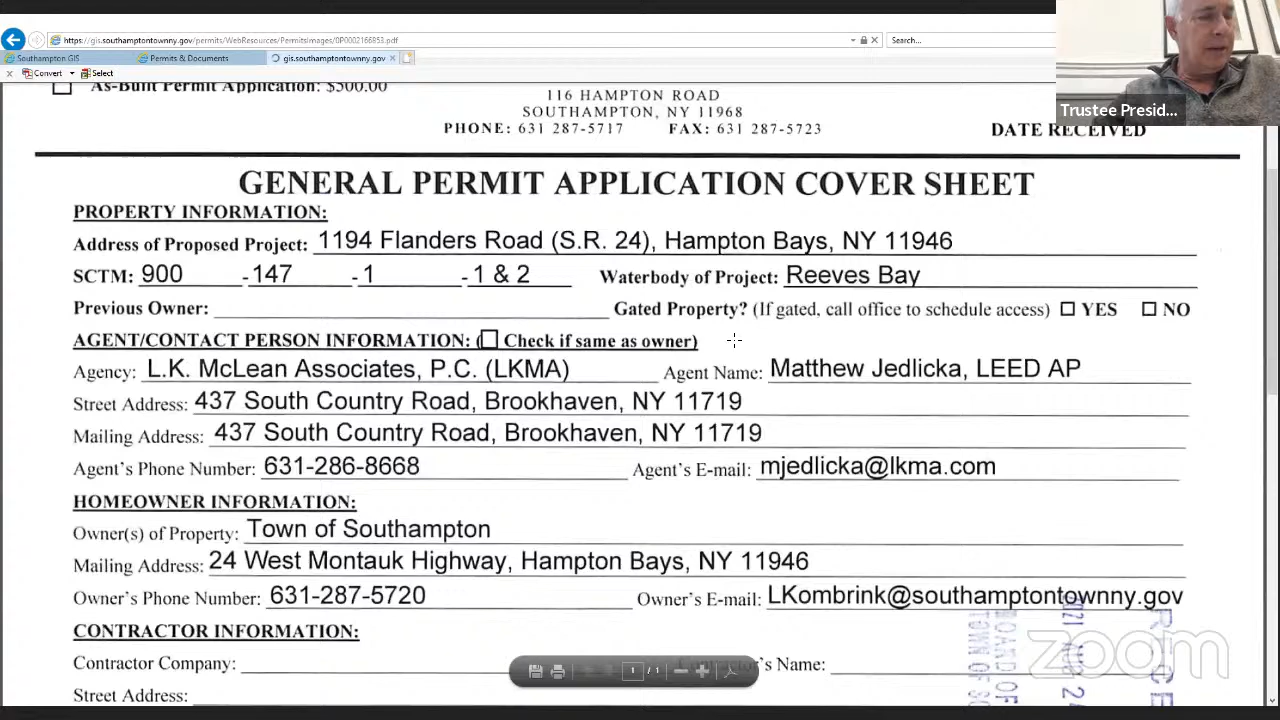 https://gis.southamptontownny.gov/permits/WebResources/PermitsImages/0P0002166853.pdf
Search...
Southampton GIS
Permits & Documents
gis.southamptontownny.gov
Convert
Select
Trustee Presid...
As-Built Permit Application: $500.00
116 HAMPTON ROAD
SOUTHAMPTON, NY 11968
PHONE: 631 287-5717 FAX: 631 287-5723
DATE RECEIVED
GENERAL PERMIT APPLICATION COVER SHEET
PROPERTY INFORMATION:
Address of Proposed Project: 1194 Flanders Road (S.R. 24), Hampton Bays, NY 11946
SCTM: 900 -147 -1 -1 & 2 Waterbody of Project: Reeves Bay
Previous Owner: Gated Property? (If gated, call office to schedule access) YES NO
AGENT/CONTACT PERSON INFORMATION: ( Check if same as owner)
Agency: L.K. McLean Associates, P.C. (LKMA) Agent Name: Matthew Jedlicka, LEED AP
Street Address: 437 South Country Road, Brookhaven, NY 11719
Mailing Address: 437 South Country Road, Brookhaven, NY 11719
Agent's Phone Number: 631-286-8668 Agent's E-mail: mjedlicka@lkma.com
HOMEOWNER INFORMATION:
Owner(s) of Property: Town of Southampton
Mailing Address: 24 West Montauk Highway, Hampton Bays, NY 11946
Owner's Phone Number: 631-287-5720 Owner's E-mail: LKombrink@southamptontownny.gov
CONTRACTOR INFORMATION:
Contractor Company: 's Name:
1 / 1
Street Address:
zoom